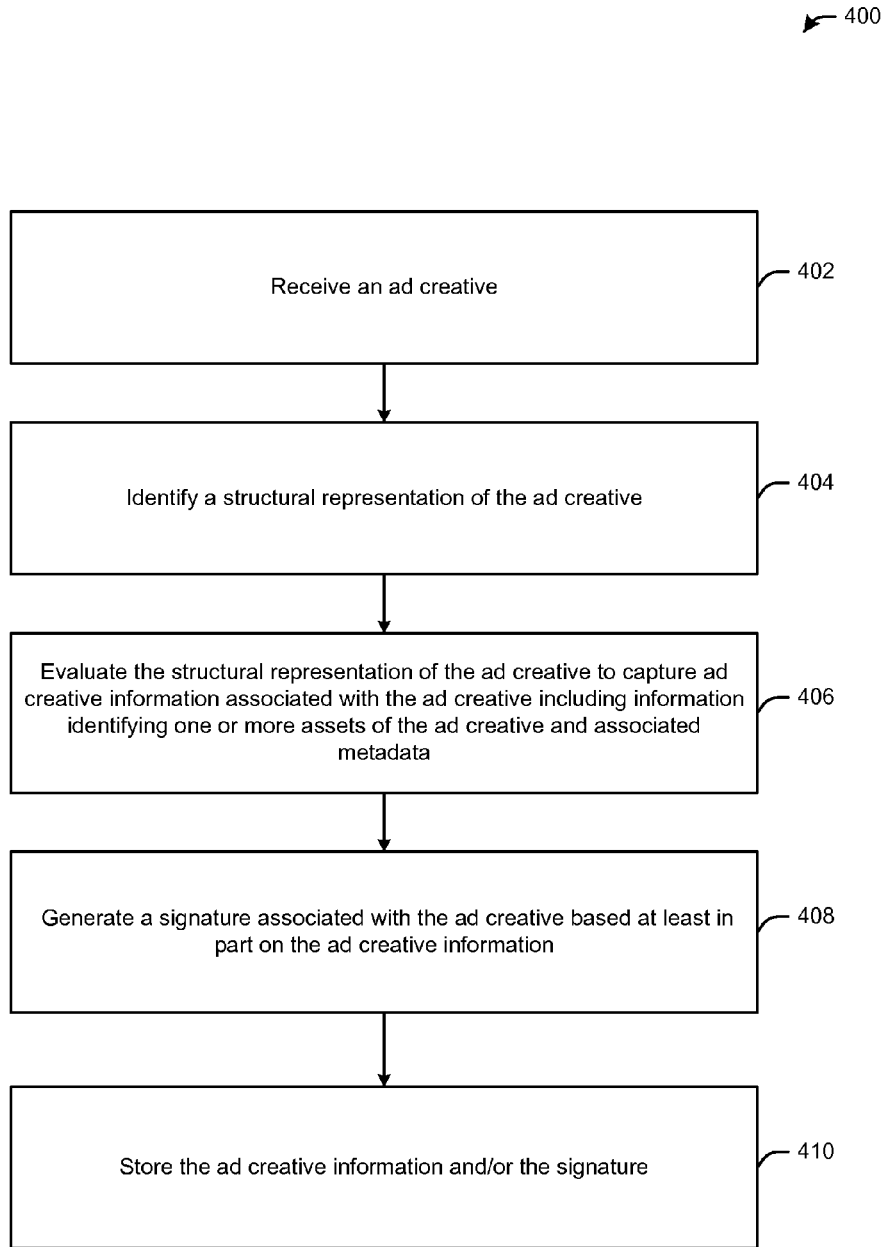 400
Receive an ad creative
402
Identify a structural representation of the ad creative
404
Evaluate the structural representation of the ad creative to capture ad
creative information associated with the ad creative including information
identifying one or more assets of the ad creative and associated
metadata
406
Generate a signature associated with the ad creative based at least in
part on the ad creative information
408
Store the ad creative information and/or the signature
410